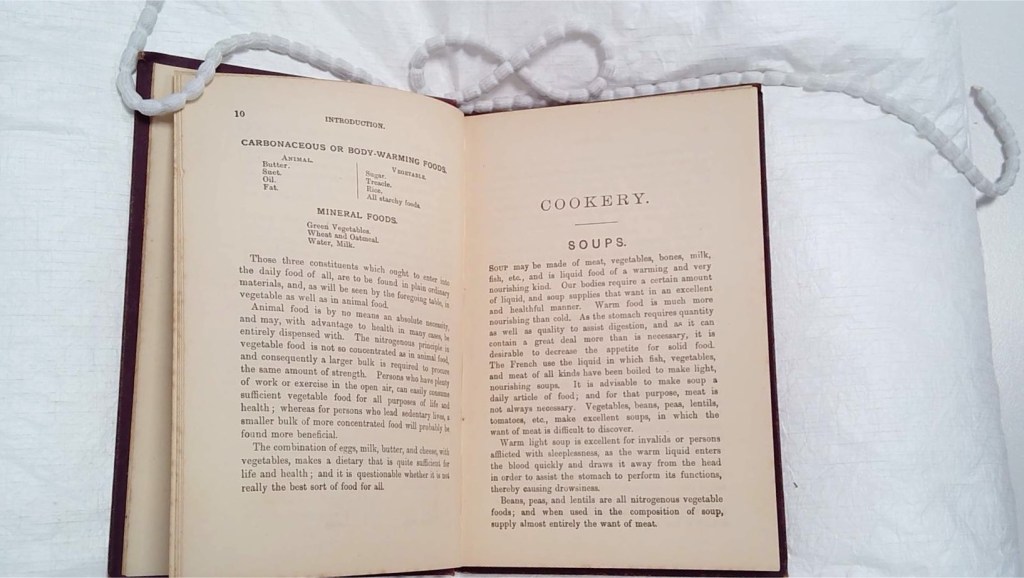 10
INTRODUCTION.
CARBONACEOUS OR BODY-WARMING FOODS.
ANIMAL.
Butter.
Suet.
Oil.
Fat.
VEGETABLE.
Sugar.
Treacle.
Rice.
All starchy foods.
MINERAL FOODS.
Green Vegetables.
Wheat and Oatmeal.
Water, Milk.
Those three constituents which ought to enter into
the daily food of all, are to be found in plain ordinary
materials, and, as will be seen by the foregoing table, in
vegetable as well as in animal food.
Animal food is by no means an absolute necessity,
and may, with advantage to health in many cases, be
entirely dispensed with. The nitrogenous principle in
vegetable food is not so concentrated as in animal food,
and consequently a larger bulk is required to procure
the same amount of strength. Persons who have plenty
of work or exercise in the open air, can easily consume
sufficient vegetable food for all purposes of life and
health; whereas for persons who lead sedentary lives, a
smaller bulk of more concentrated food will probably be
found more beneficial.
The combination of eggs, milk, butter, and cheese, with
vegetables, makes a dietary that is quite sufficient for
life and health; and it is questionable whether it is not
really the best sort of food for all.
COOKERY.
SOUPS.
SOUP may be made of meat, vegetables, bones, milk,
fish, etc., and is liquid food of a warming and very
nourishing kind. Our bodies require a certain amount
of liquid, and soup supplies that want in an excellent
and healthful manner. Warm food is much more
nourishing than cold. As the stomach requires quantity
as well as quality to assist digestion, and as it can
contain a great deal more than is necessary, it is
desirable to decrease the appetite for solid food.
The French use the liquid in which fish, vegetables,
and meat of all kinds have been boiled to make light,
nourishing soups. It is advisable to make soup a
daily article of food; and for that purpose, meat is
not always necessary. Vegetables, beans, peas, lentils,
tomatoes, etc., make excellent soups, in which the
want of meat is difficult to discover.
Warm light soup is excellent for invalids or persons
afflicted with sleeplessness, as the warm liquid enters
the blood quickly and draws it away from the head
in order to assist the stomach to perform its functions,
thereby causing drowsiness.
Beans, peas, and lentils are all nitrogenous vegetable
foods; and when used in the composition of soup,
supply almost entirely the want of meat.